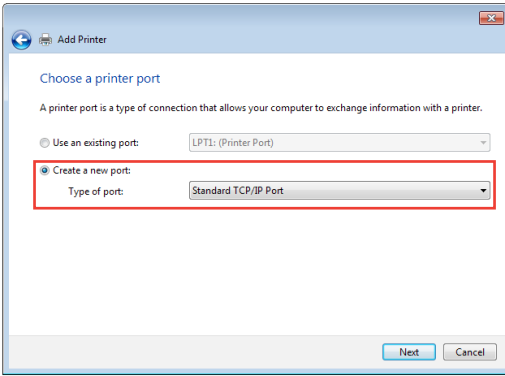 Add Printer
Choose a printer port
A printer port is a type of connection that allows your computer to exchange information with a printer.
Use an existing port: LPT1: (Printer Port)
Create a new port:
Type of port: Standard TCP/IP Port
Next Cancel